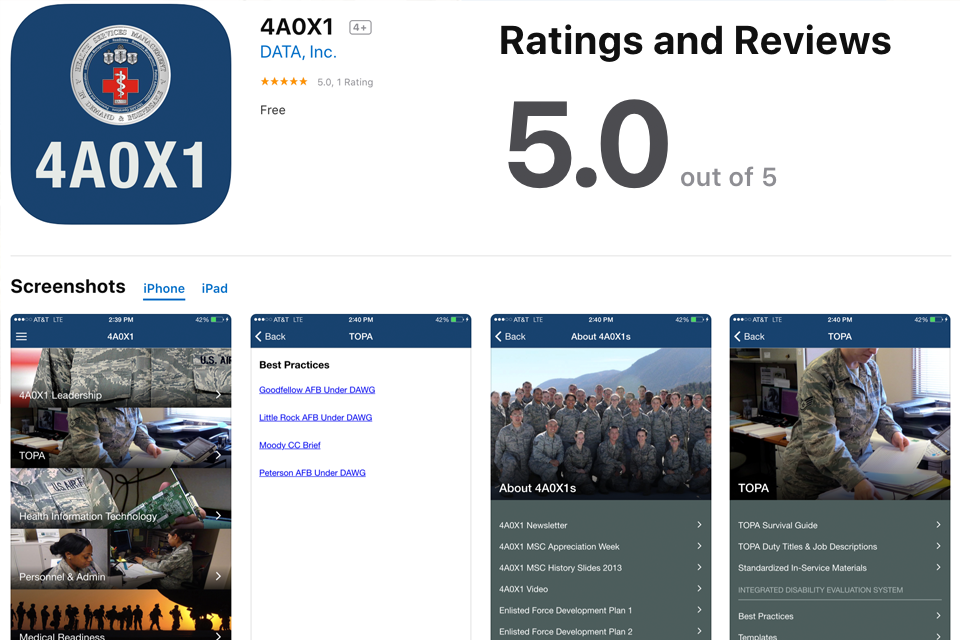 HEALTH SERVICES MANAGEMENT
IN DEMAND & INDISPENSABLE
4A0X1
4A0X1 4+
DATA, Inc.
5.0, 1 Rating
Free
Ratings and Reviews
5.0 out of 5
Screenshots iPhone iPad
AT&T LTE 2:39 PM 42%
4A0X1
U.S. AIR
4A0X1 Leadership
TOPA
U.S. AIR F
Health Information Technology
Personnel & Admin
Medical Readiness
AT&T LTE 2:40 PM 42%
Back TOPA
Best Practices
Goodfellow AFB Under DAWG
Little Rock AFB Under DAWG
Moody CC Brief
Peterson AFB Under DAWG
AT&T LTE 2:40 PM 42%
Back About 4A0X1s
About 4A0X1s
4A0X1 Newsletter
4A0X1 MSC Appreciation Week
4A0X1 MSC History Slides 2013
4A0X1 Video
Enlisted Force Development Plan 1
Enlisted Force Development Plan 2
AT&T LTE 2:40 PM 42%
Back TOPA
TOPA
TOPA Survival Guide
TOPA Duty Titles & Job Descriptions
Standardized In-Service Materials
INTEGRATED DISABILITY EVALUATION SYSTEM
Best Practices
Templates